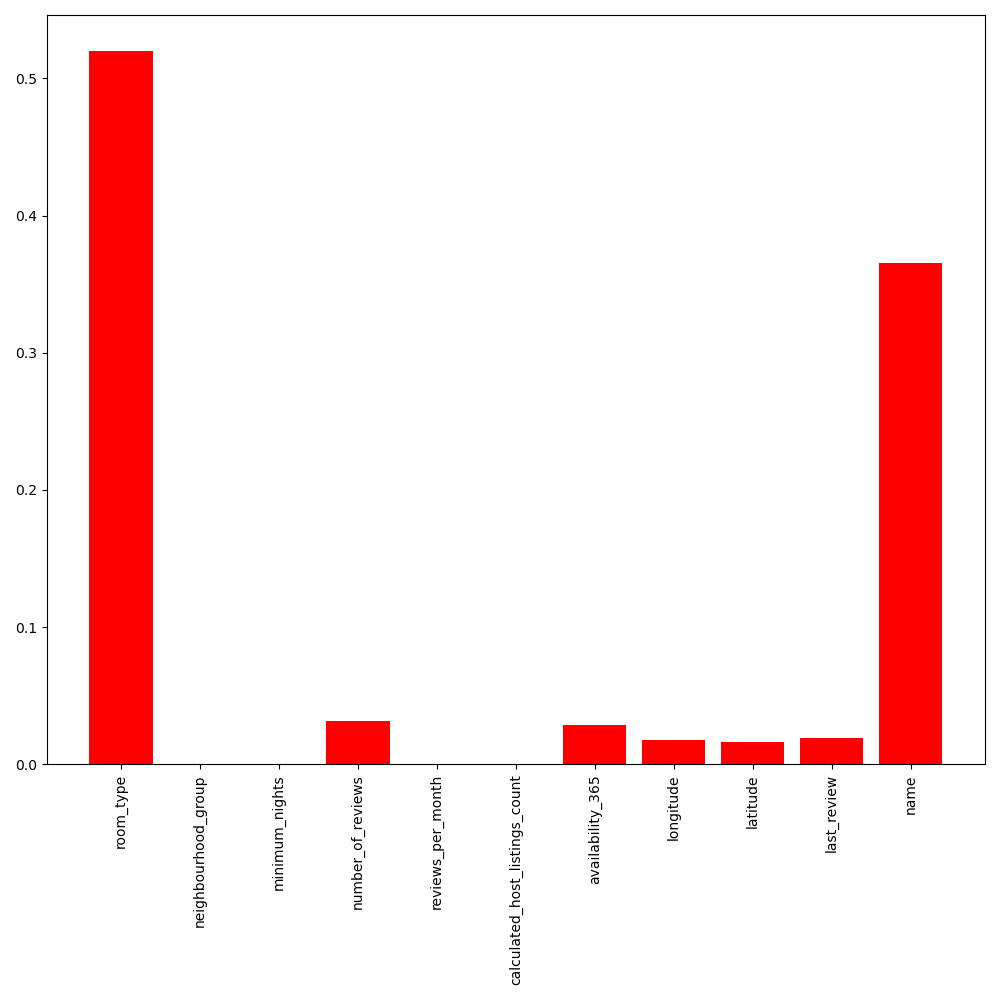 0.5
0.4
0.3
0.2
0.1
0.0
room_type
neighbourhood_group
minimum_nights
number_of_reviews
reviews_per_month
calculated_host_listings_count
availability_365
longitude
latitude
last_review
name